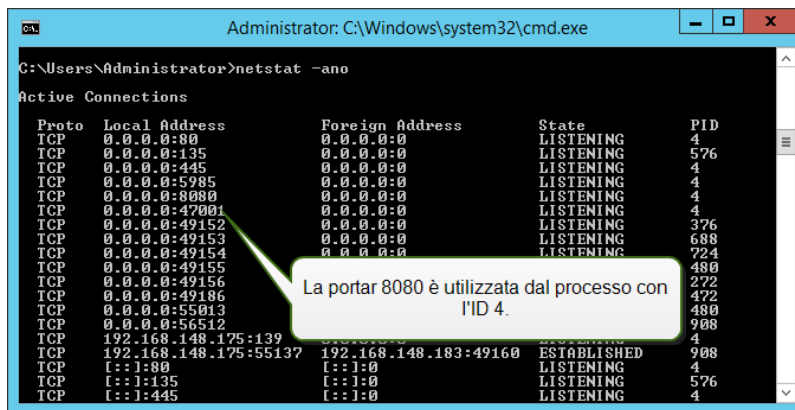 Administrator: C:\Windows\system32\cmd.exe
C:\Users\Administrator>netstat -ano
Active Connections
Proto Local Address Foreign Address State PID
TCP 0.0.0.0:80 0.0.0.0:0 LISTENING 4
TCP 0.0.0.0:135 0.0.0.0:0 LISTENING 576
TCP 0.0.0.0:445 0.0.0.0:0 LISTENING 4
TCP 0.0.0.0:5985 0.0.0.0:0 LISTENING 4
TCP 0.0.0.0:8080 0.0.0.0:0 LISTENING 4
TCP 0.0.0.0:47001 0.0.0.0:0 LISTENING 4
TCP 0.0.0.0:49152 0.0.0.0:0 LISTENING 376
TCP 0.0.0.0:49153 0.0.0.0:0 LISTENING 688
TCP 0.0.0.0:49154 0.0.0.0:0 LISTENING 724
TCP 0.0.0.0:49155 480
TCP 0.0.0.0:49156 272
TCP 0.0.0.0:49186 472
TCP 0.0.0.0:55013 480
TCP 0.0.0.0:56512 908
La portar 8080 è utilizzata dal processo con
l'ID 4.
TCP 192.168.148.175:139 0.0.0.0:0 LISTENING 4
TCP 192.168.148.175:55137 192.168.148.183:49160 ESTABLISHED 908
TCP [::]:80 [::]:0 LISTENING 4
TCP [::]:135 [::]:0 LISTENING 576
TCP [::]:445 [::]:0 LISTENING 4